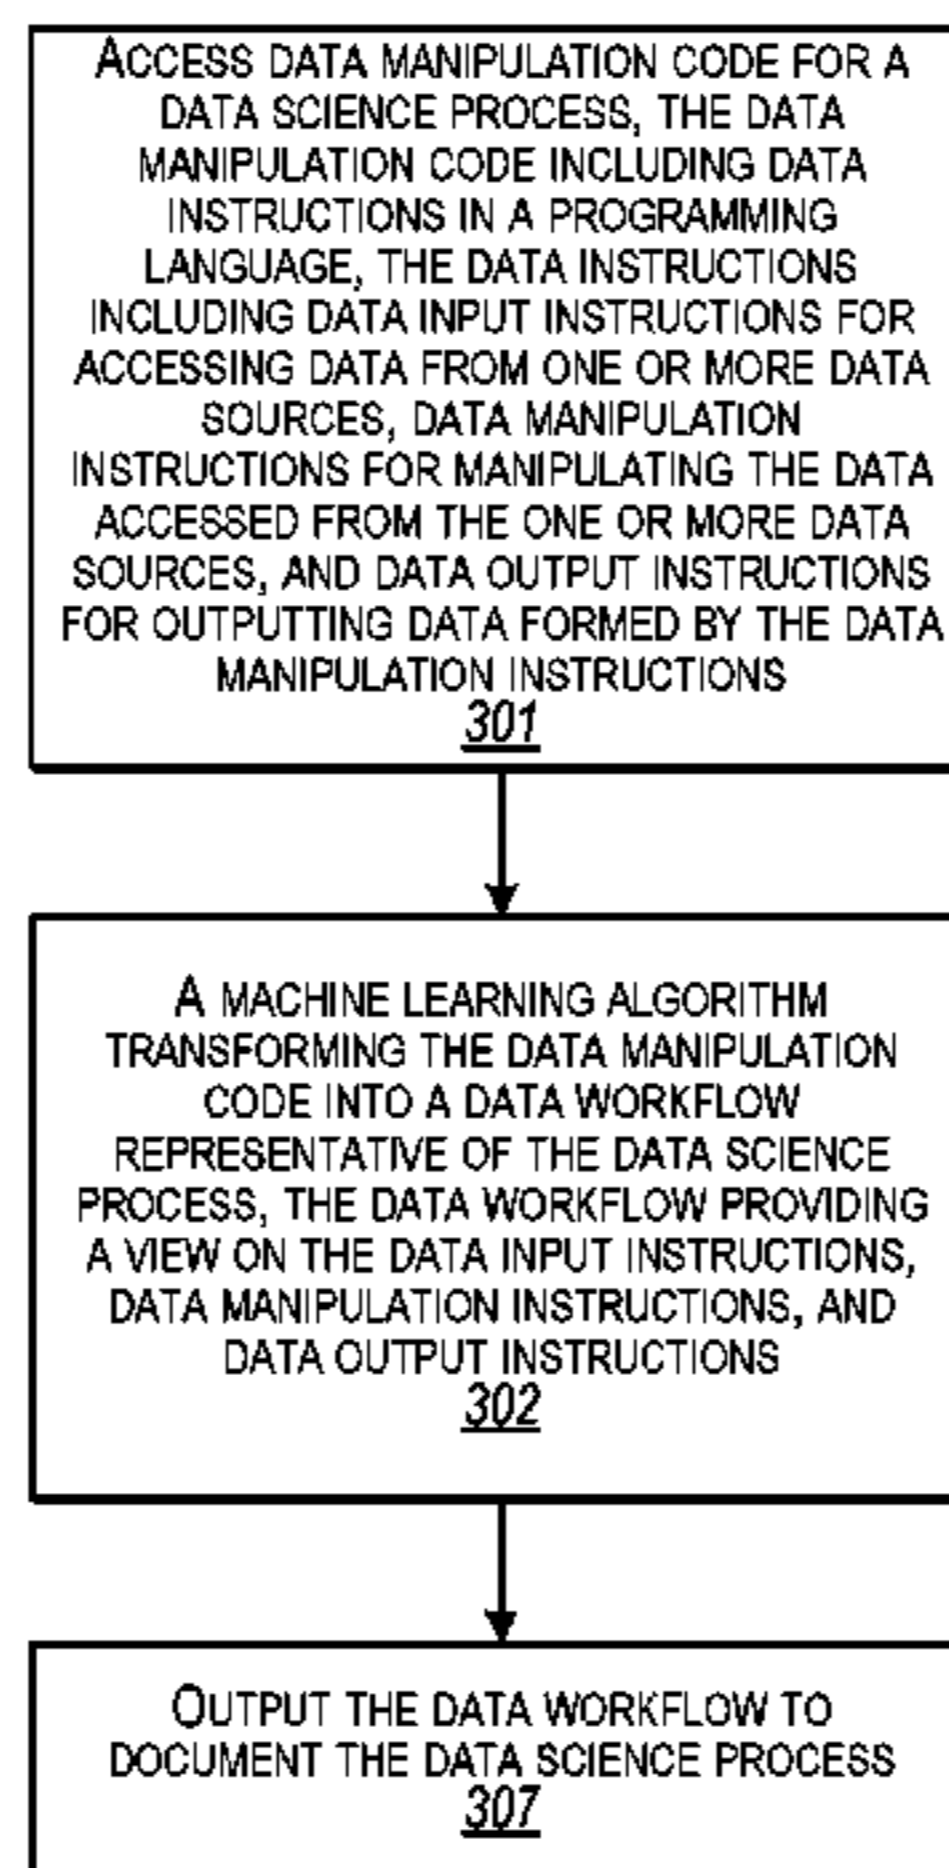 ACCESS DATA MANIPULATION CODE FOR A
DATA SCIENCE PROCESS, THE DATA
MANIPULATION CODE INCLUDING DATA
INSTRUCTIONS IN A PROGRAMMING
LANGUAGE, THE DATA INSTRUCTIONS
INCLUDING DATA INPUT INSTRUCTIONS FOR
ACCESSING DATA FROM ONE OR MORE DATA
SOURCES, DATA MANIPULATION
INSTRUCTIONS FOR MANIPULATING THE DATA
ACCESSED FROM THE ONE OR MORE DATA
SOURCES, AND DATA OUTPUT INSTRUCTIONS
FOR OUTPUTTING DATA FORMED BY THE DATA
MANIPULATION INSTRUCTIONS
301
A MACHINE LEARNING ALGORITHM
TRANSFORMING THE DATA MANIPULATION
CODE INTO A DATA WORKFLOW
REPRESENTATIVE OF THE DATA SCIENCE
PROCESS, THE DATA WORKFLOW PROVIDING
A VIEW ON THE DATA INPUT INSTRUCTIONS,
DATA MANIPULATION INSTRUCTIONS, AND
DATA OUTPUT INSTRUCTIONS
302
OUTPUT THE DATA WORKFLOW TO
DOCUMENT THE DATA SCIENCE PROCESS
307